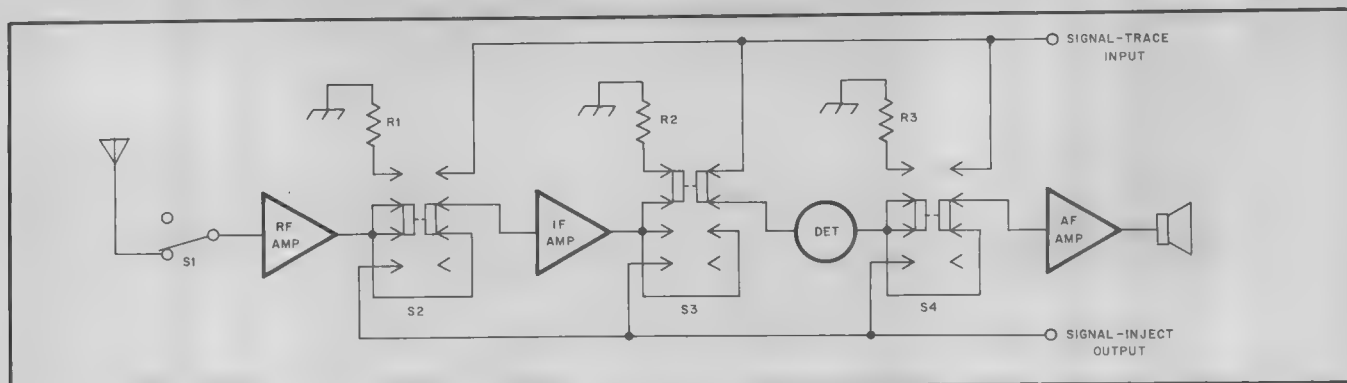 SIGNAL-TRACE
INPUT
R1
R2
R3
RF
AMP
IF
AMP
DET
AF
AMP
S1
S2
S3
S4
SIGNAL-INJECT
OUTPUT